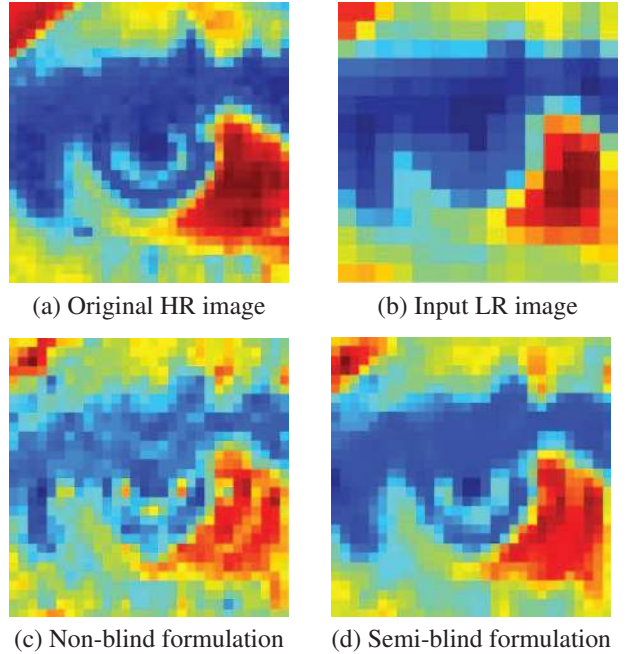 (a) Original HR image
(b) Input LR image
(c) Non-blind formulation
(d) Semi-blind formulation